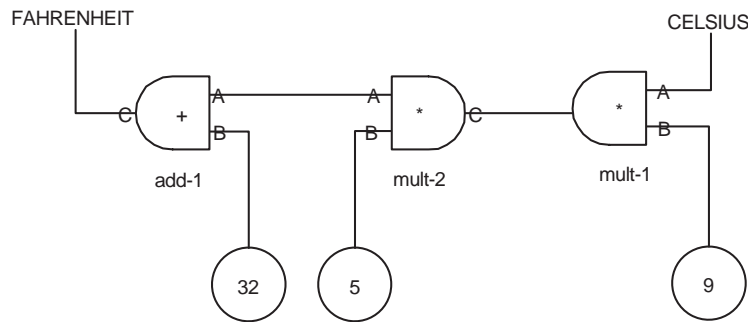 FAHRENHEIT
CELSIUS
A
A
A
C
+
*
C
*
B
B
B
add-1
mult-2
mult-1
32
5
9